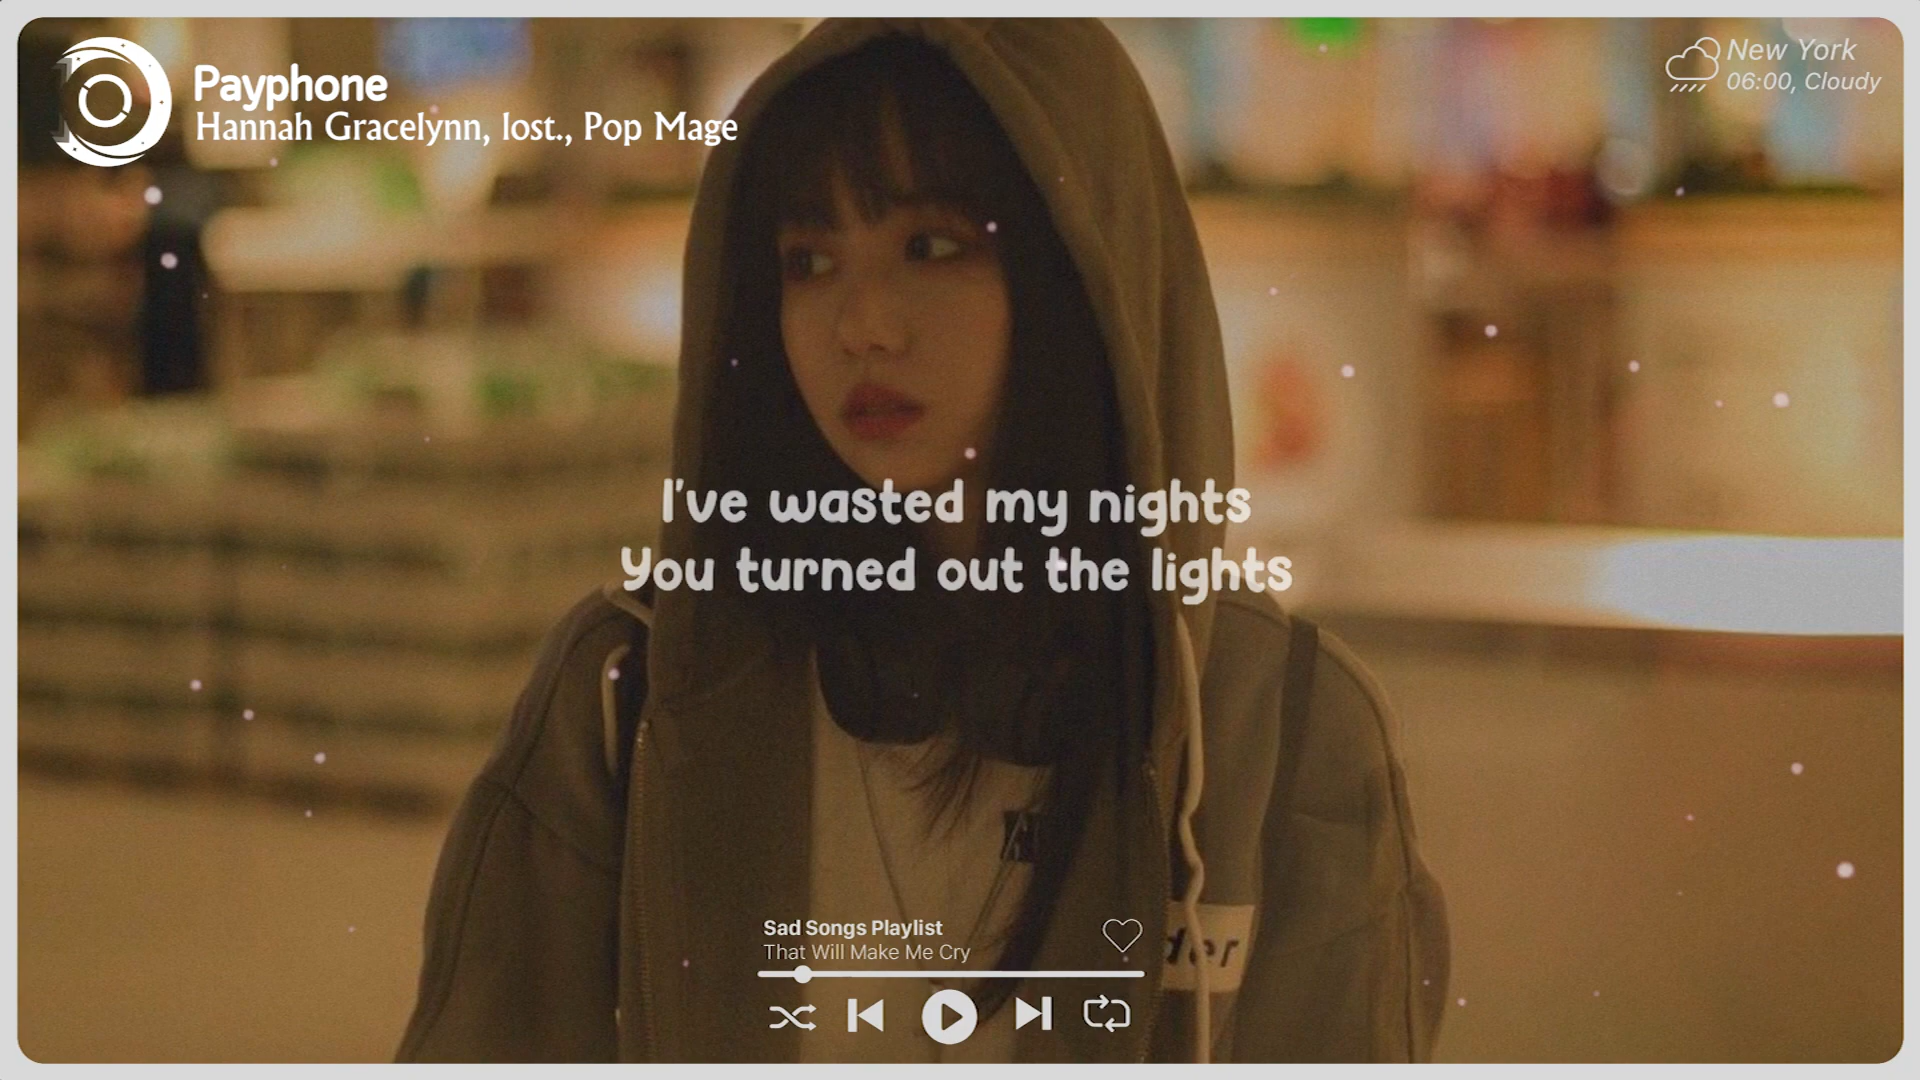 Payphone
Hannah Gracelynn, lost., Pop Mage
New York
06:00, Cloudy
I've wasted my nights
You turned out the lights
Sad Songs Playlist
That Will Make Me Cry
der